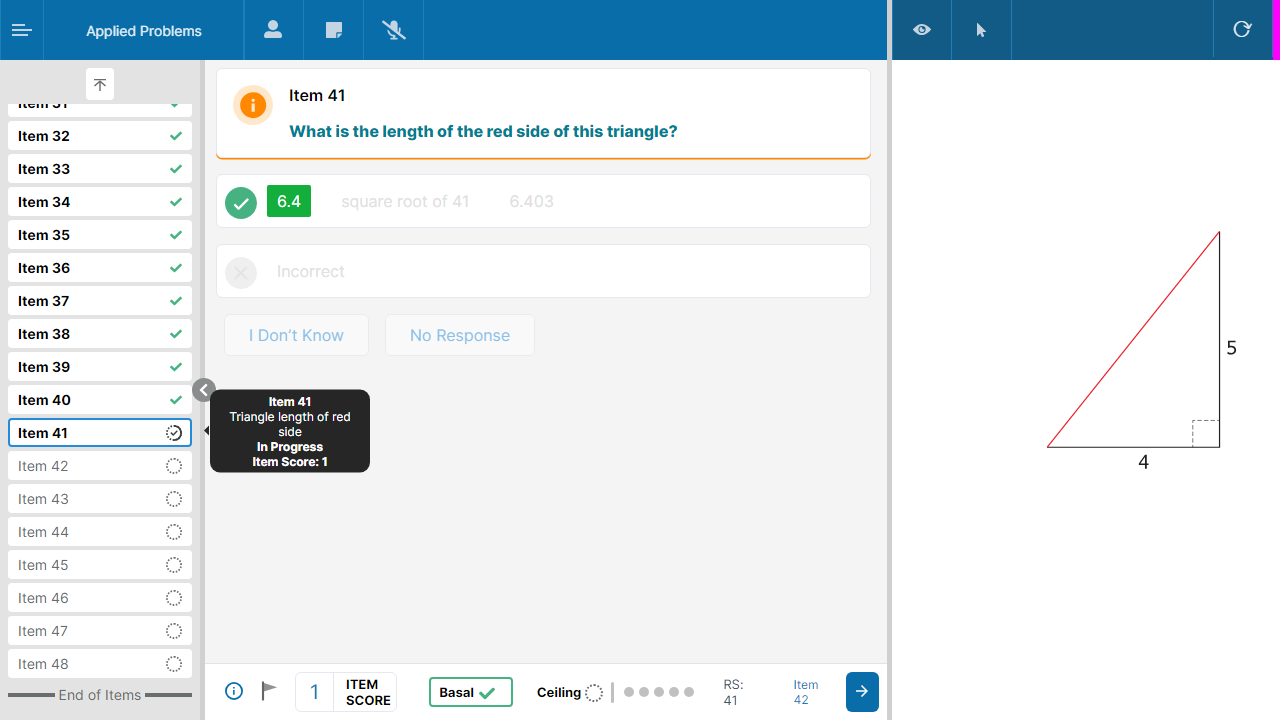 Applied Problems
Item 31
Item 32
Item 33
Item 34
Item 35
Item 36
Item 37
Item 38
Item 39
Item 40
Item 41
Item 42
Item 43
Item 44
Item 45
Item 46
Item 47
Item 48
End of Items
Item 41
What is the length of the red side of this triangle?
6.4 square root of 41 6.403
Incorrect
I Don't Know No Response
Item 41
Triangle length of red
side
In Progress
Item Score: 1
1 ITEM
SCORE
Basal
Ceiling
RS:
41
Item
42
5
4